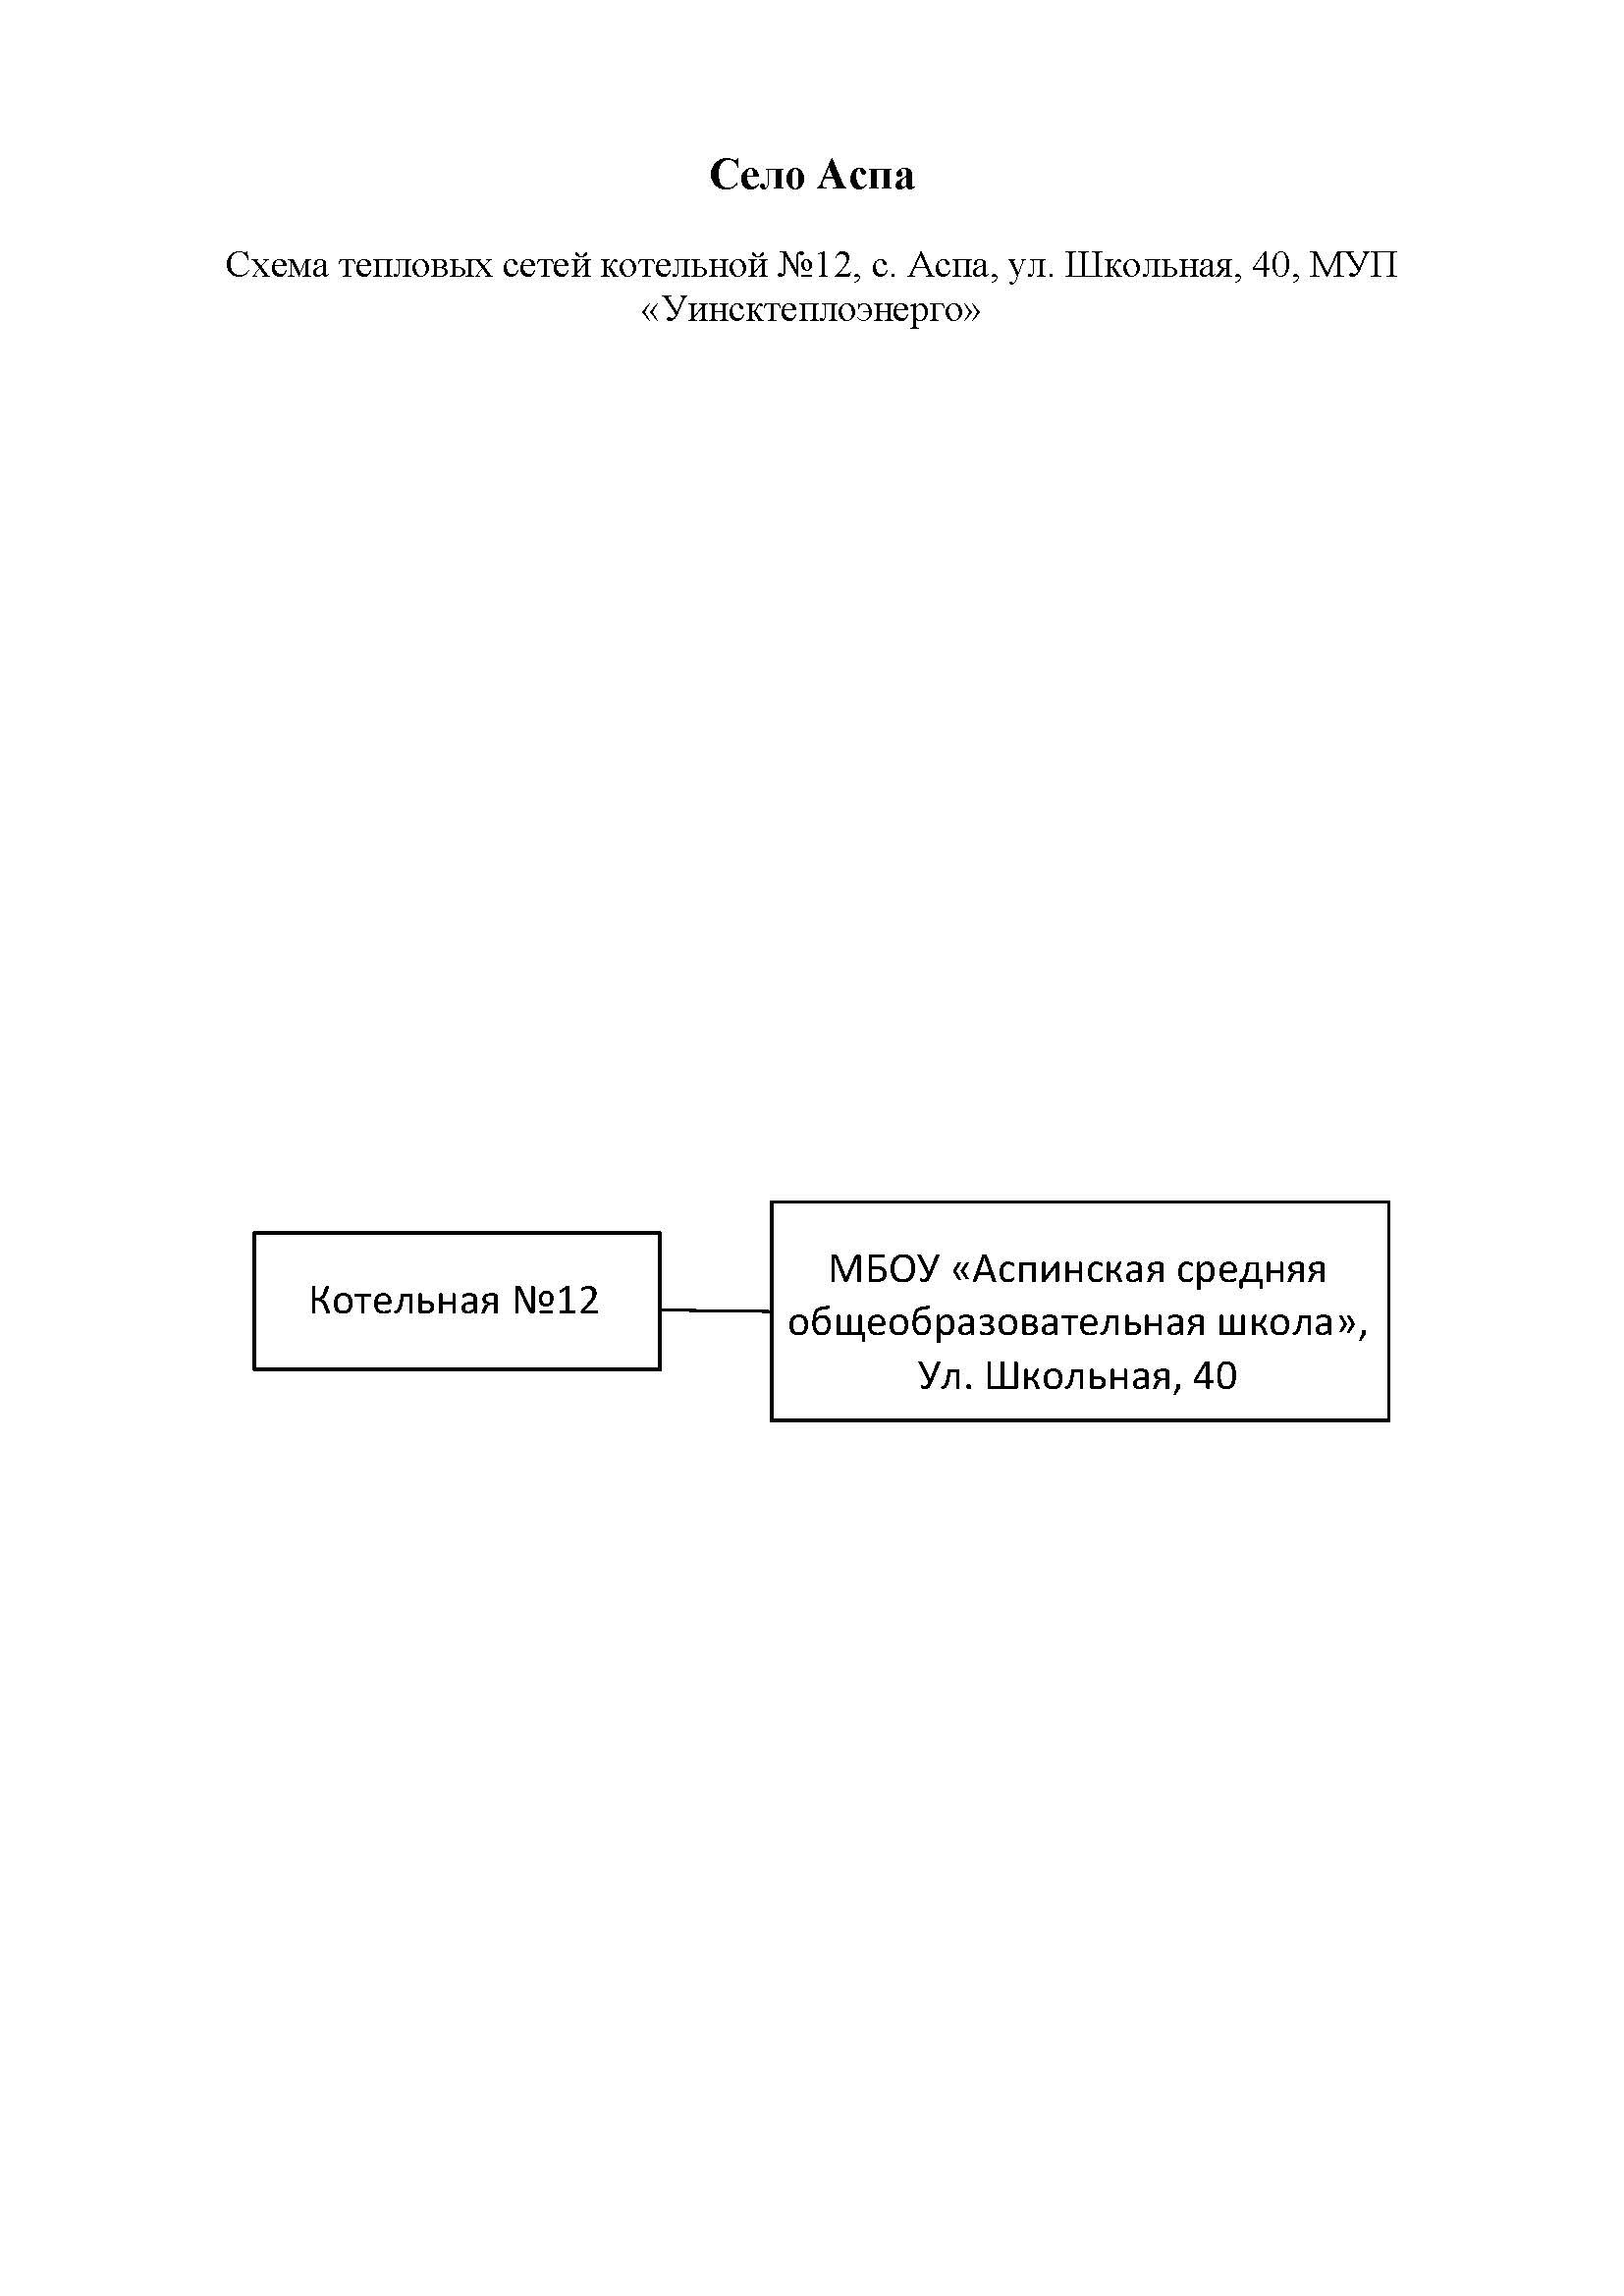 Село Аспа
Схема тепловых сетей котельной №12, с. Аспа, ул. Школьная, 40, МУП
«Уинсктеплоэнерго»
Котельная №12
МБОУ «Аспинская средняя
общеобразовательная школа»,
Ул. Школьная, 40